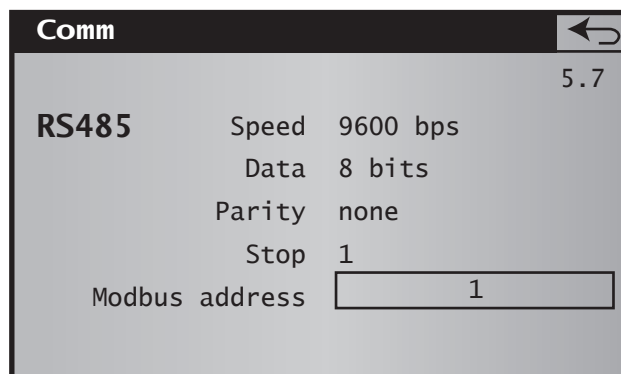 Comm
5.7
RS485 Speed 9600 bps
Data 8 bits
Parity none
Stop 1
Modbus address 1